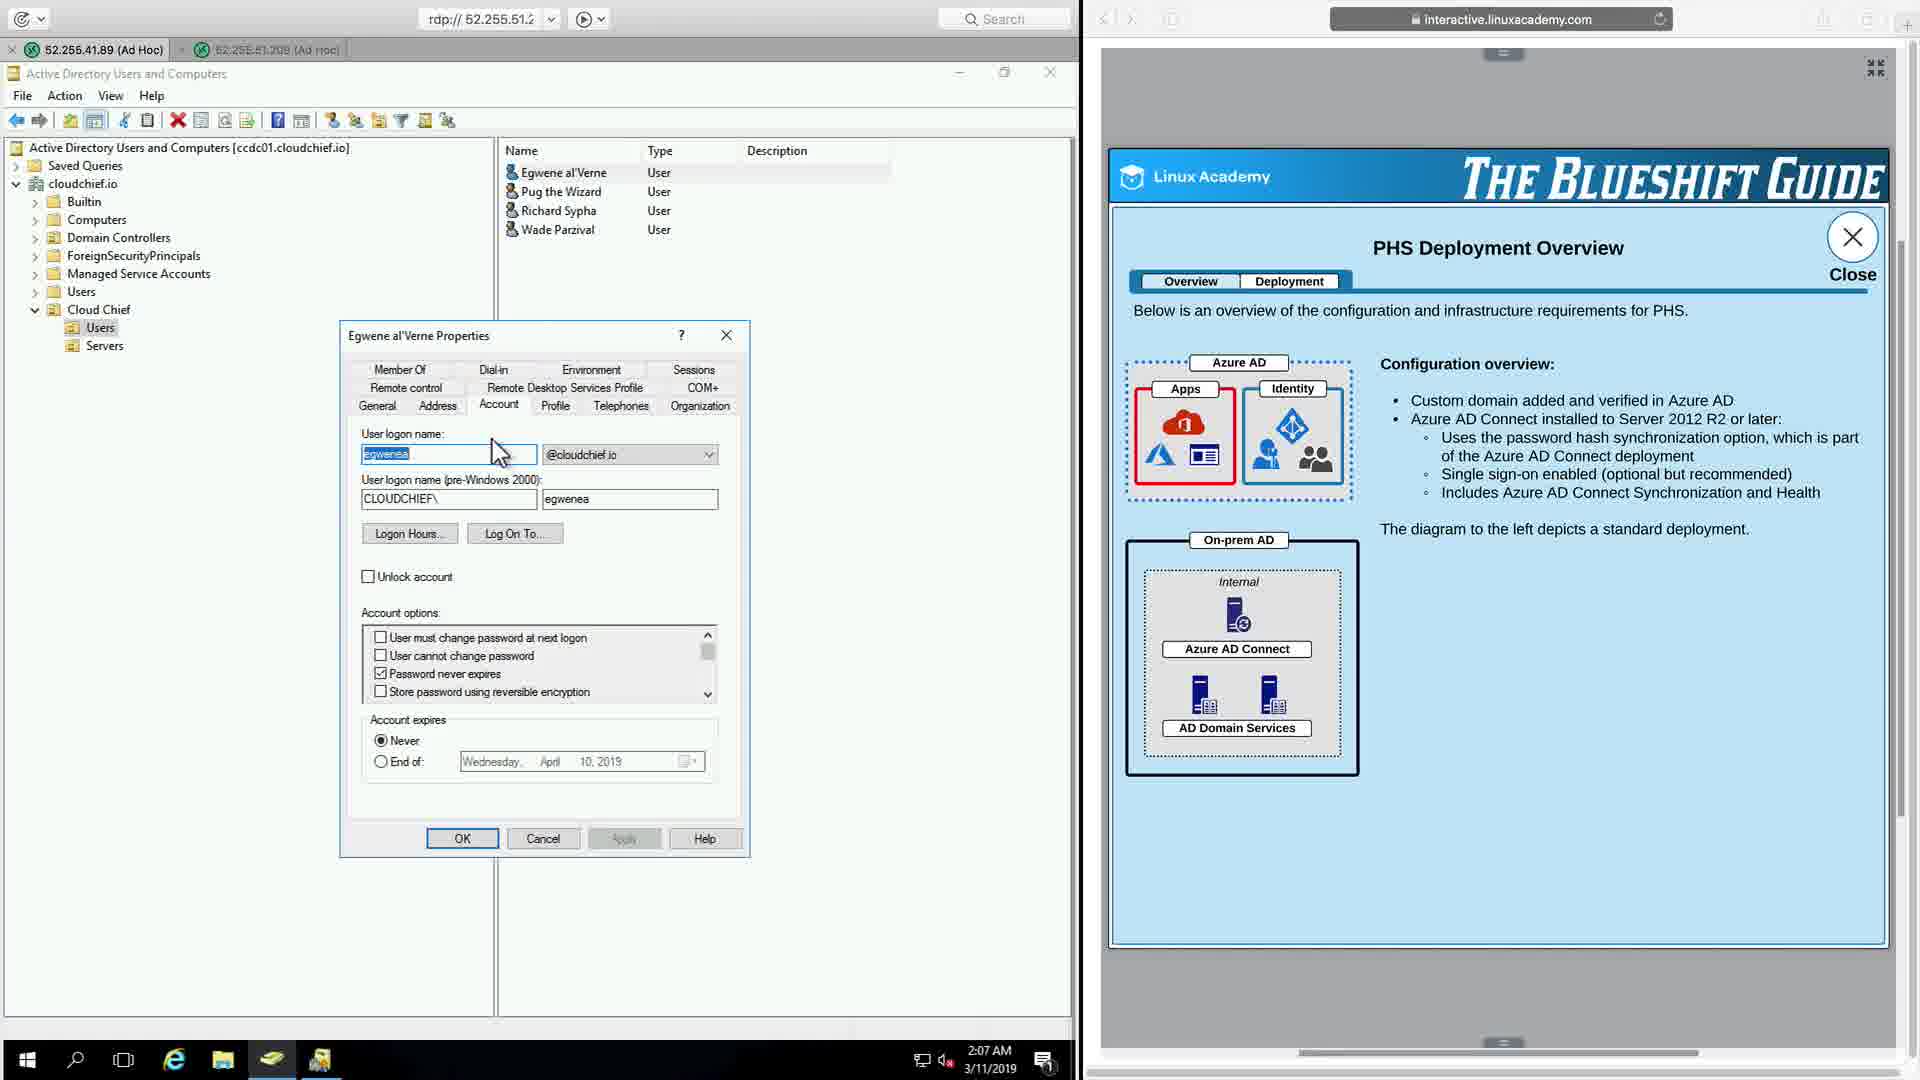 rdp:// 52.255.51.2
Search
52.255.41.89 (Ad Hoc)
52.255.51.209 (Ad Hoc)
Active Directory Users and Computers
File Action View Help
Active Directory Users and Computers [ccdc01.cloudchief.io]
Saved Queries
cloudchief.io
Builtin
Computers
Domain Controllers
ForeignSecurityPrincipals
Managed Service Accounts
Users
Cloud Chief
Users
Servers
Name Type Description
Egwene al'Verne User
Pug the Wizard User
Richard Sypha User
Wade Parzival User
Egwene al'Verne Properties ?
Member Of Dial-in Environment Sessions
Remote control Remote Desktop Services Profile COM+
General Address Account Profile Telephones Organization
User logon name:
egwenea @cloudchief.io
User logon name (pre-Windows 2000):
CLOUDCHIEF\ egwenea
Logon Hours... Log On To...
Unlock account
Account options:
User must change password at next logon
User cannot change password
Password never expires
Store password using reversible encryption
Account expires
Never
End of: Wednesday, April 10, 2019
OK Cancel Apply Help
2:07 AM
3/11/2019
1
interactive.linuxacademy.com
Linux Academy
THE BLUESHIFT GUIDE
PHS Deployment Overview
Close
Overview Deployment
Below is an overview of the configuration and infrastructure requirements for PHS.
Azure AD
Apps Identity
On-prem AD
Internal
Azure AD Connect
AD Domain Services
Configuration overview:
• Custom domain added and verified in Azure AD
• Azure AD Connect installed to Server 2012 R2 or later:
◦ Uses the password hash synchronization option, which is part
of the Azure AD Connect deployment
◦ Single sign-on enabled (optional but recommended)
◦ Includes Azure AD Connect Synchronization and Health
The diagram to the left depicts a standard deployment.